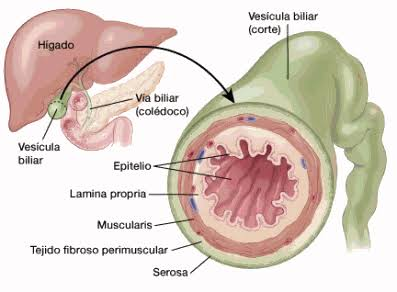 Hígado
Vía biliar
(colédoco)
Vesícula
biliar
Vesícula biliar
(corte)
Epitelio
Lamina propria
Muscularis
Tejido fibroso perimuscular
Serosa